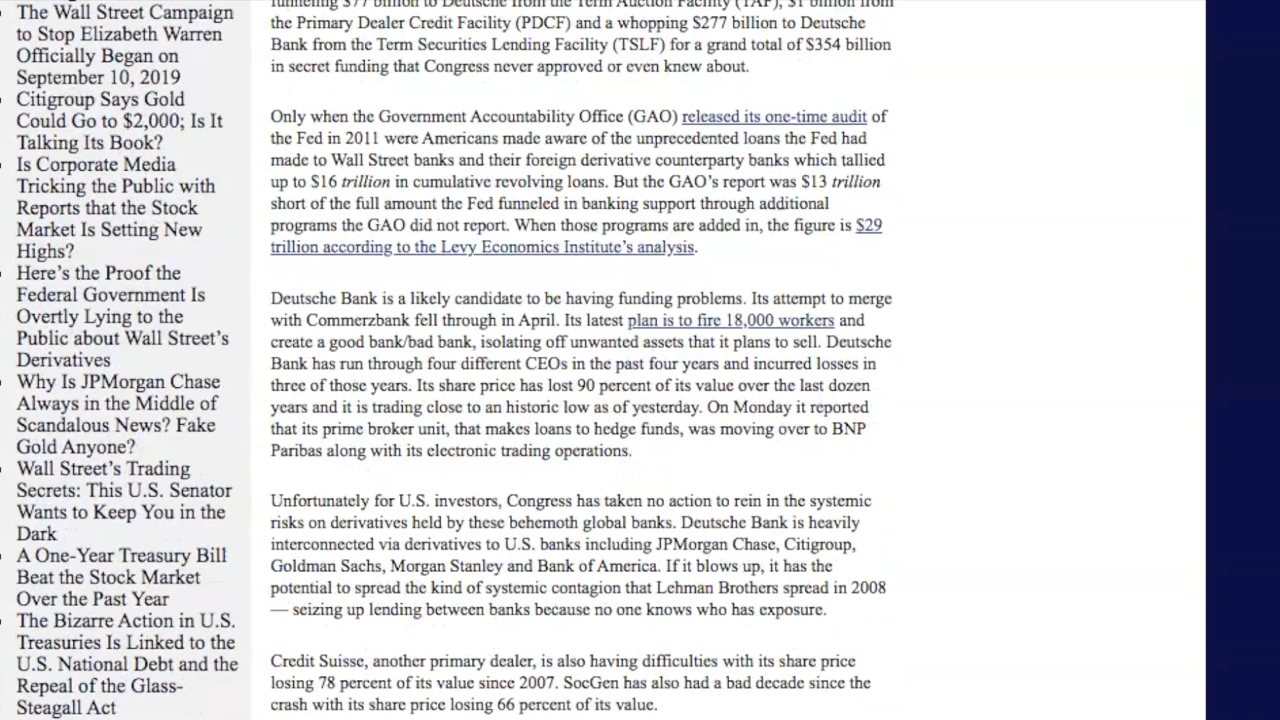 The Wall Street Campaign
to Stop Elizabeth Warren
Officially Began on
September 10, 2019
Citigroup Says Gold
Could Go to $2,000; Is It
Talking Its Book?
Is Corporate Media
Tricking the Public with
Reports that the Stock
Market Is Setting New
Highs?
Here's the Proof the
Federal Government Is
Overtly Lying to the
Public about Wall Street's
Derivatives
Why Is JPMorgan Chase
Always in the Middle of
Scandalous News? Fake
Gold Anyone?
Wall Street's Trading
Secrets: This U.S. Senator
Wants to Keep You in the
Dark
A One-Year Treasury Bill
Beat the Stock Market
Over the Past Year
The Bizarre Action in U.S.
Treasuries Is Linked to the
U.S. National Debt and the
Repeal of the Glass-
Steagall Act
funneling $77 billion to Deutsche from the Term Auction Facility (TAF), $1 billion from
the Primary Dealer Credit Facility (PDCF) and a whopping $277 billion to Deutsche
Bank from the Term Securities Lending Facility (TSLF) for a grand total of $354 billion
in secret funding that Congress never approved or even knew about.
Only when the Government Accountability Office (GAO) released its one-time audit of
the Fed in 2011 were Americans made aware of the unprecedented loans the Fed had
made to Wall Street banks and their foreign derivative counterparty banks which tallied
up to $16 trillion in cumulative revolving loans. But the GAO's report was $13 trillion
short of the full amount the Fed funneled in banking support through additional
programs the GAO did not report. When those programs are added in, the figure is $29
trillion according to the Levy Economics Institute's analysis.
Deutsche Bank is a likely candidate to be having funding problems. Its attempt to merge
with Commerzbank fell through in April. Its latest plan is to fire 18,000 workers and
create a good bank/bad bank, isolating off unwanted assets that it plans to sell. Deutsche
Bank has run through four different CEOs in the past four years and incurred losses in
three of those years. Its share price has lost 90 percent of its value over the last dozen
years and it is trading close to an historic low as of yesterday. On Monday it reported
that its prime broker unit, that makes loans to hedge funds, was moving over to BNP
Paribas along with its electronic trading operations.
Unfortunately for U.S. investors, Congress has taken no action to rein in the systemic
risks on derivatives held by these behemoth global banks. Deutsche Bank is heavily
interconnected via derivatives to U.S. banks including JPMorgan Chase, Citigroup,
Goldman Sachs, Morgan Stanley and Bank of America. If it blows up, it has the
potential to spread the kind of systemic contagion that Lehman Brothers spread in 2008
— seizing up lending between banks because no one knows who has exposure.
Credit Suisse, another primary dealer, is also having difficulties with its share price
losing 78 percent of its value since 2007. SocGen has also had a bad decade since the
crash with its share price losing 66 percent of its value.